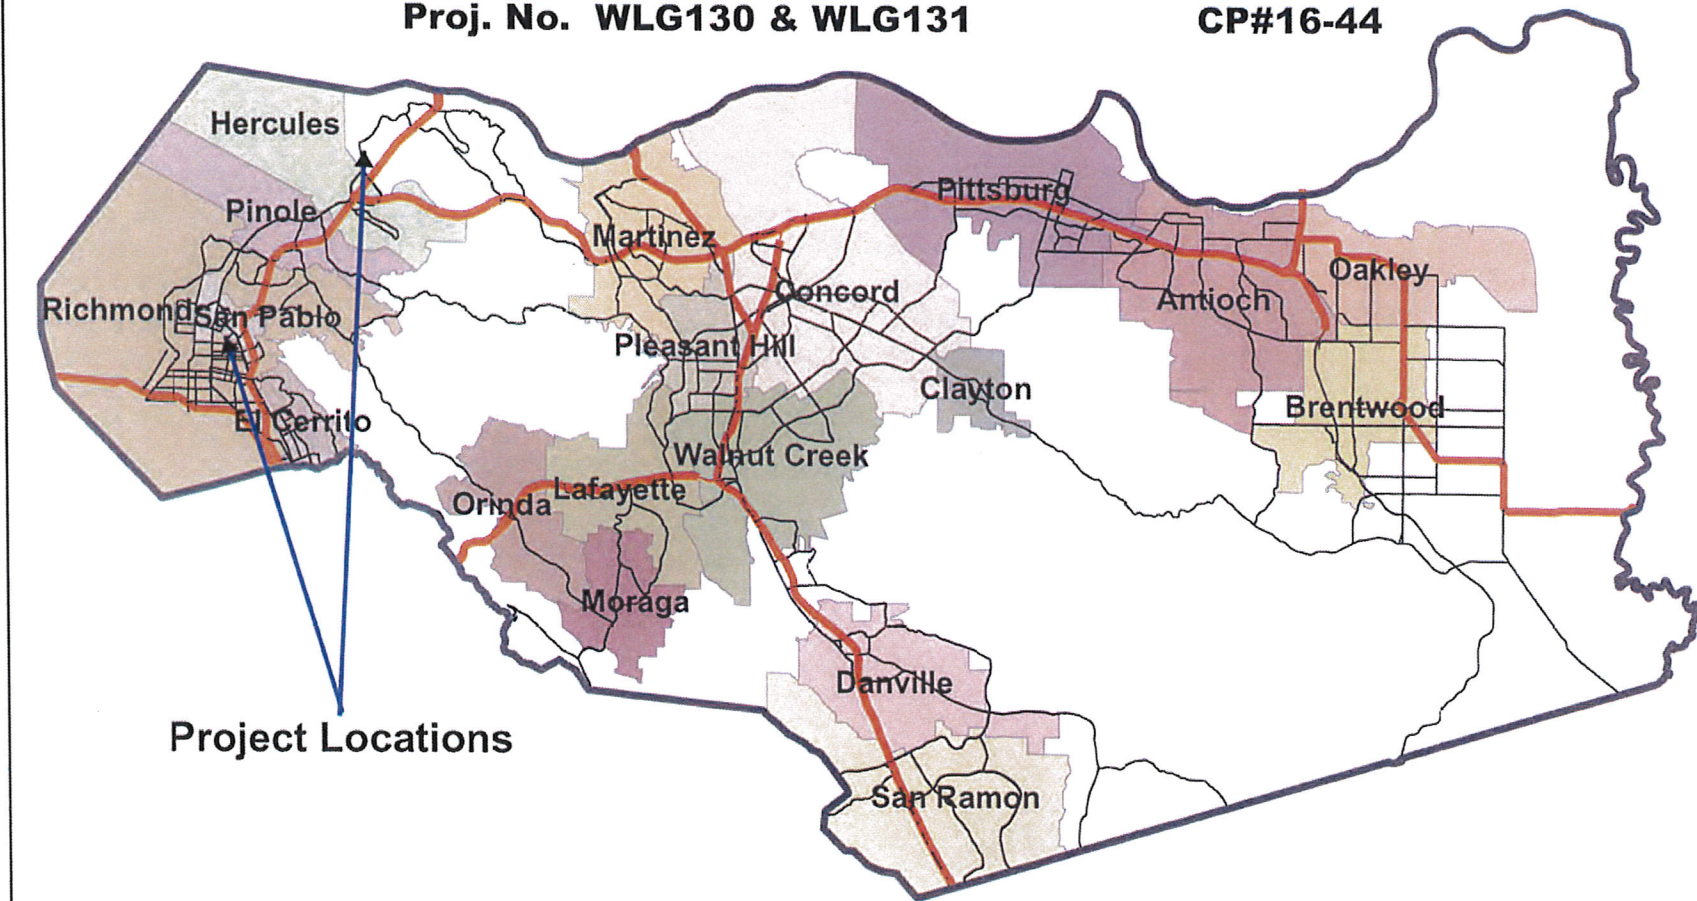 Proj. No. WLG130 & WLG131 CP#16-44
Hercules
Pinole
Pittsburg
Martinez
Oakley
Concord
Antioch
Richmond
San Pablo
Pleasant Hill
Clayton
Brentwood
El Cerrito
Walnut Creek
Lafayette
Orinda
Moraga
Danville
Project Locations
San Ramon